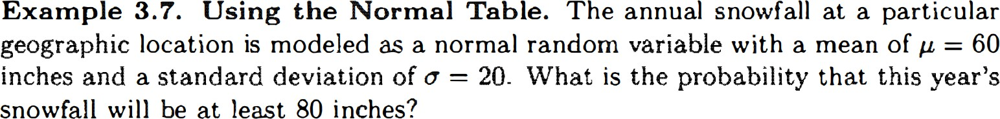 Example 3.7. Using the Normal Table. The annual snowfall at a particular
geographic location is modeled as a normal random variable with a mean of μ = 60
inches and a standard deviation of σ = 20. What is the probability that this year's
snowfall will be at least 80 inches?